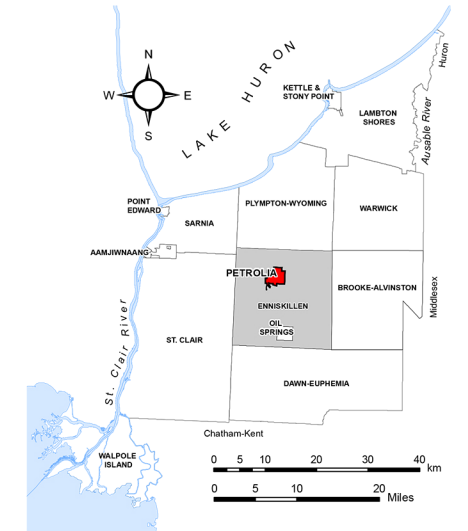 N
W E
S
LAKE HURON
Huron
KETTLE &
STONY POINT
LAMBTON
SHORES
Ausable River
POINT
EDWARD
SARNIA
PLYMPTON-WYOMING
WARWICK
AAMJIWNAANG
PETROLIA
BROOKE-ALVINSTON
Middlesex
ENNISKILLEN
OIL
SPRINGS
ST. CLAIR
St. Clair River
DAWN-EUPHEMIA
Chatham-Kent
WALPOLE
ISLAND
0 5 10 20 30 40 km
0 5 10 20 Miles